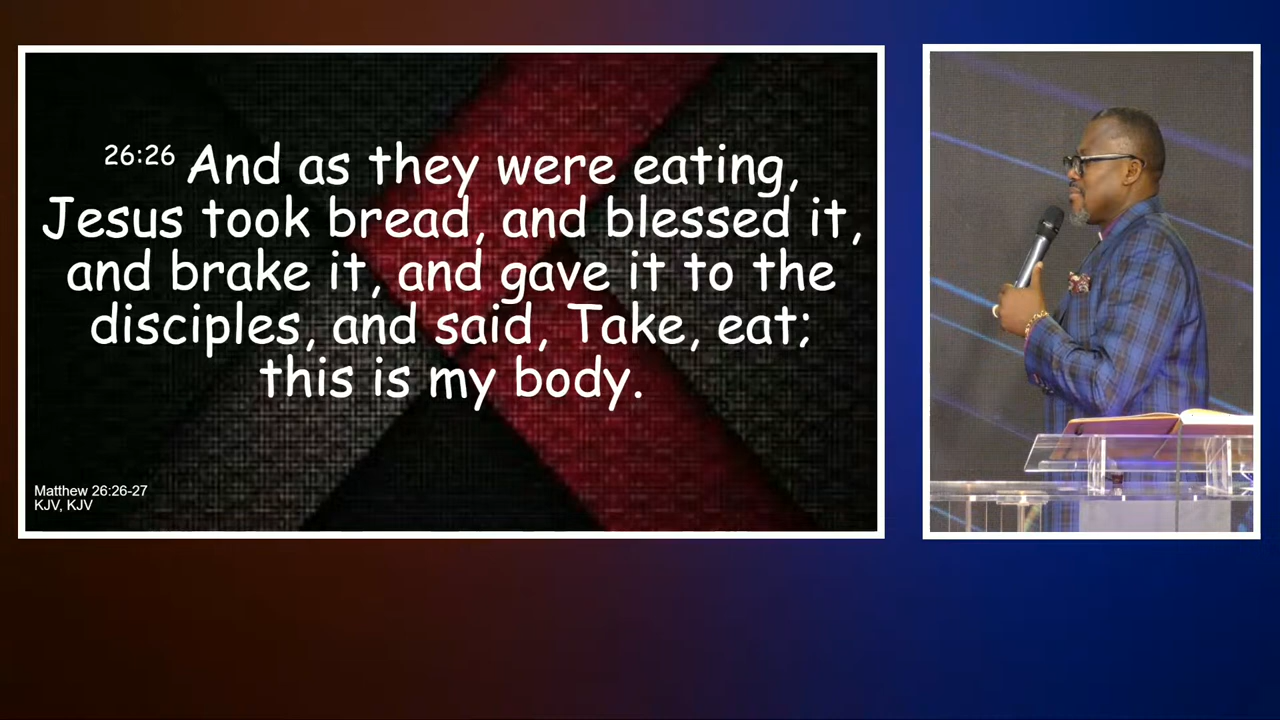 26:26 And as they were eating,
Jesus took bread, and blessed it,
and brake it, and gave it to the
disciples, and said, Take, eat;
this is my body.
Matthew 26:26-27
KJV, KJV